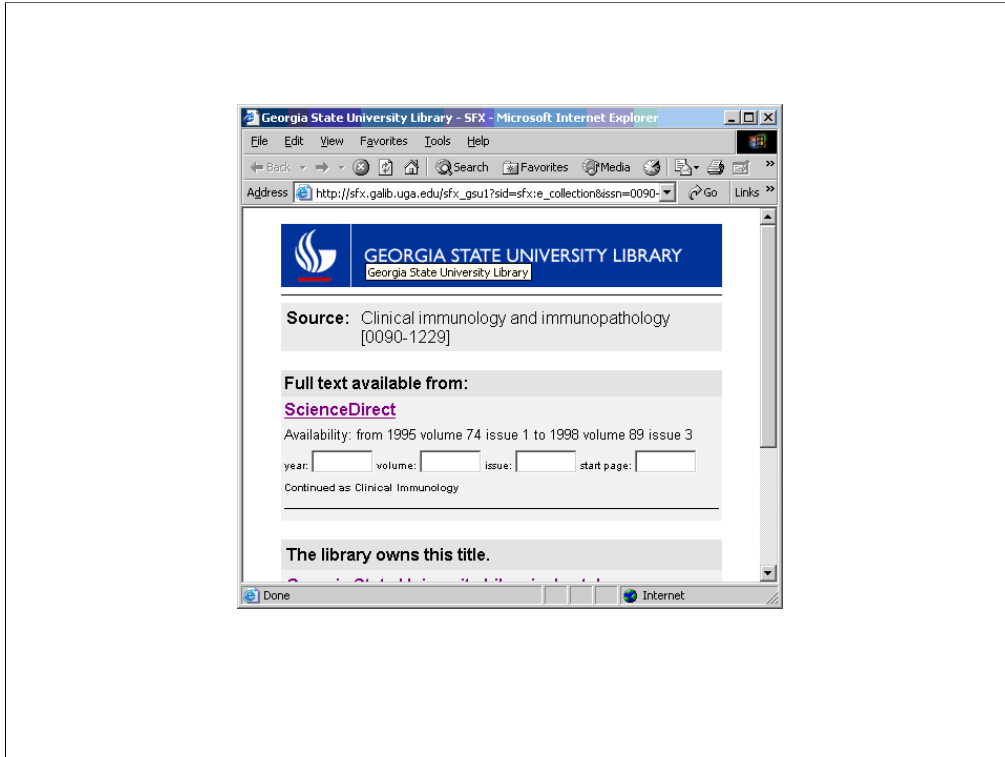 Georgia State University Library - SFX - Microsoft Internet Explorer
File Edit View Favorites Tools Help
Back Search Favorites Media »
Address http://sfx.galib.uga.edu/sfx_gsu1?sid=sfx:e_collection&issn=0090- Go Links »
GEORGIA STATE UNIVERSITY LIBRARY
Georgia State University Library
Source: Clinical immunology and immunopathology
[0090-1229]
Full text available from:
ScienceDirect
Availability: from 1995 volume 74 issue 1 to 1998 volume 89 issue 3
year: volume: issue: start page:
Continued as Clinical Immunology
The library owns this title.
Done Internet